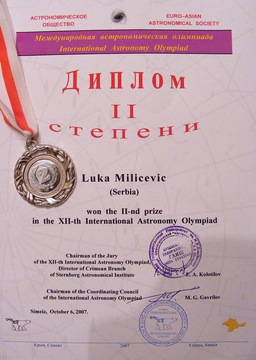 АСТРОНОМИЧЕСКОЕ ОБЩЕСТВО
EURO–ASIAN ASTRONOMICAL SOCIETY
Международная астрономическая олимпиада
International Astronomy Olympiad
Диплом
II
степени
Luka Milicevic
(Serbia)
won the II-nd prize
in the XII-th International Astronomy Olympiad
Chairman of the Jury
of the XII-th International Astronomy Olympiad,
Director of Crimean Branch
of Sternberg Astronomical Institute
E. A. Kolotilov
Chairman of the Coordinating Council
of the International Astronomy Olympiad
M. G. Gavrilov
Simeiz, October 6, 2007.
2007